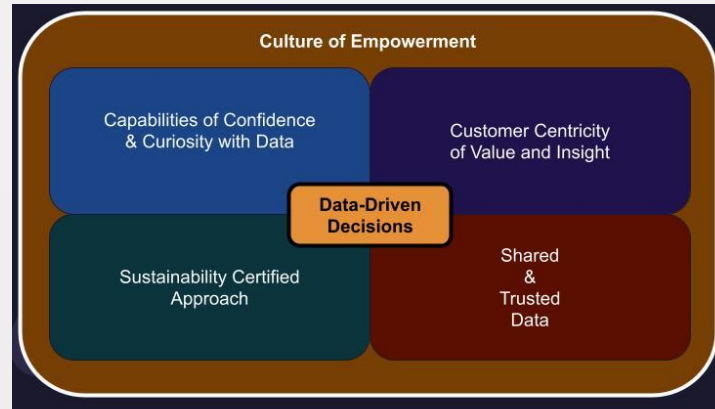 Culture of Empowerment
Capabilities of Confidence
& Curiosity with Data
Customer Centricity
of Value and Insight
Data-Driven
Decisions
Sustainability Certified
Approach
Shared
&
Trusted
Data